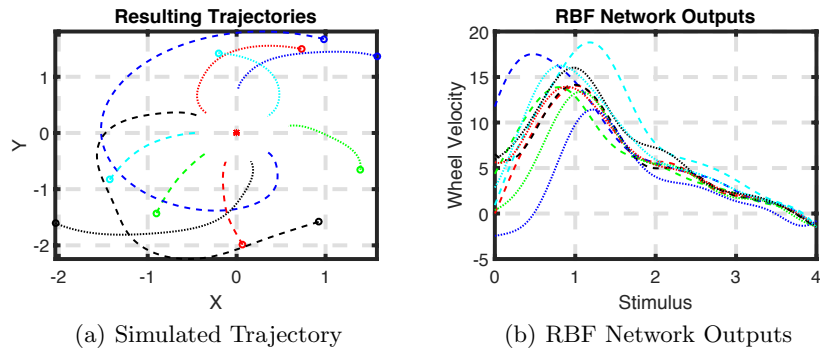 Resulting Trajectories
1
0
-1
-2
Y
-2
-1
0
1
X
(a) Simulated Trajectory
RBF Network Outputs
20
15
10
5
0
-5
Wheel Velocity
0
1
2
3
4
Stimulus
(b) RBF Network Outputs